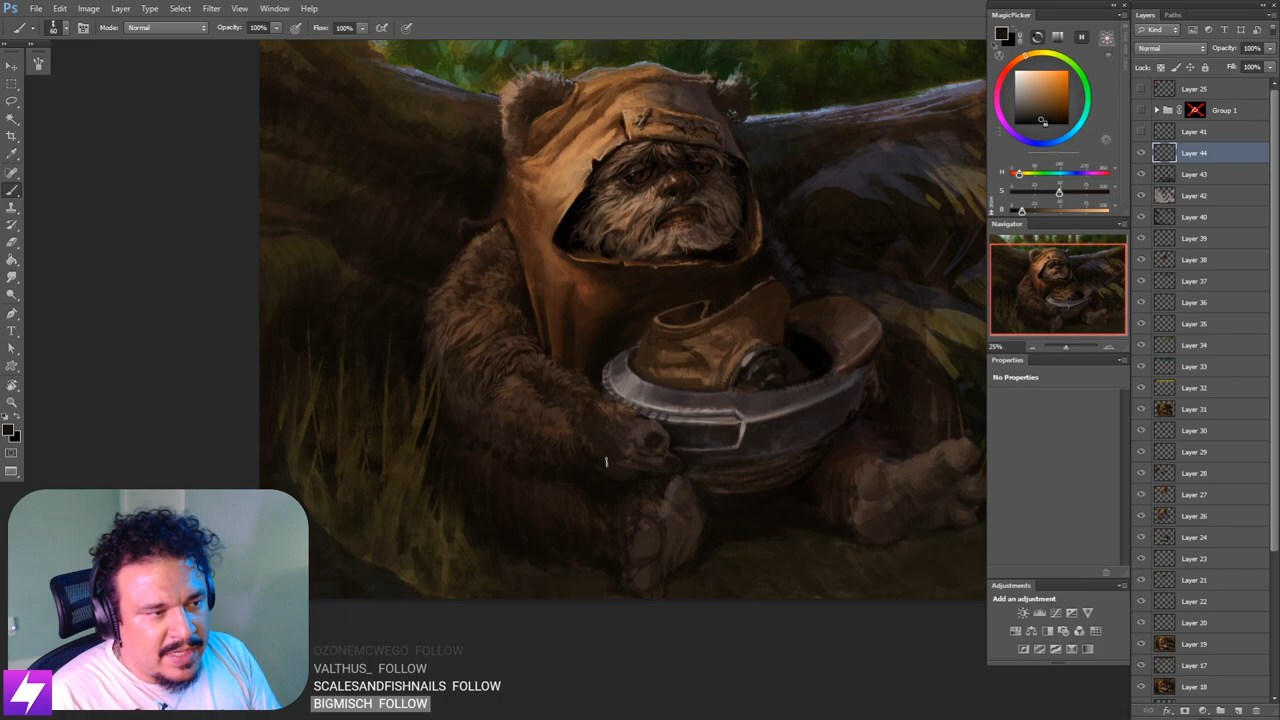 Ps File Edit Image Layer Type Select Filter 3D View Window Help
60 Mode: Normal Opacity: 100% Flow: 100%
MagicPicker
H
H
S
B
Navigator
25%
Properties
No Properties
Adjustments
Add an adjustment
Layers Paths
Kind
Normal Opacity: 100%
Lock: Fill: 100%
Layer 25
Group 1
Layer 41
Layer 44
Layer 43
Layer 42
Layer 40
Layer 39
Layer 38
Layer 37
Layer 36
Layer 35
Layer 34
Layer 33
Layer 32
Layer 31
Layer 30
Layer 29
Layer 28
Layer 27
Layer 26
Layer 24
Layer 23
Layer 21
Layer 22
Layer 20
Layer 19
Layer 17
Layer 18
OZONEMCWEGO FOLLOW
VALTHUS_ FOLLOW
SCALESANDFISHNAILS FOLLOW
BIGMISCH FOLLOW